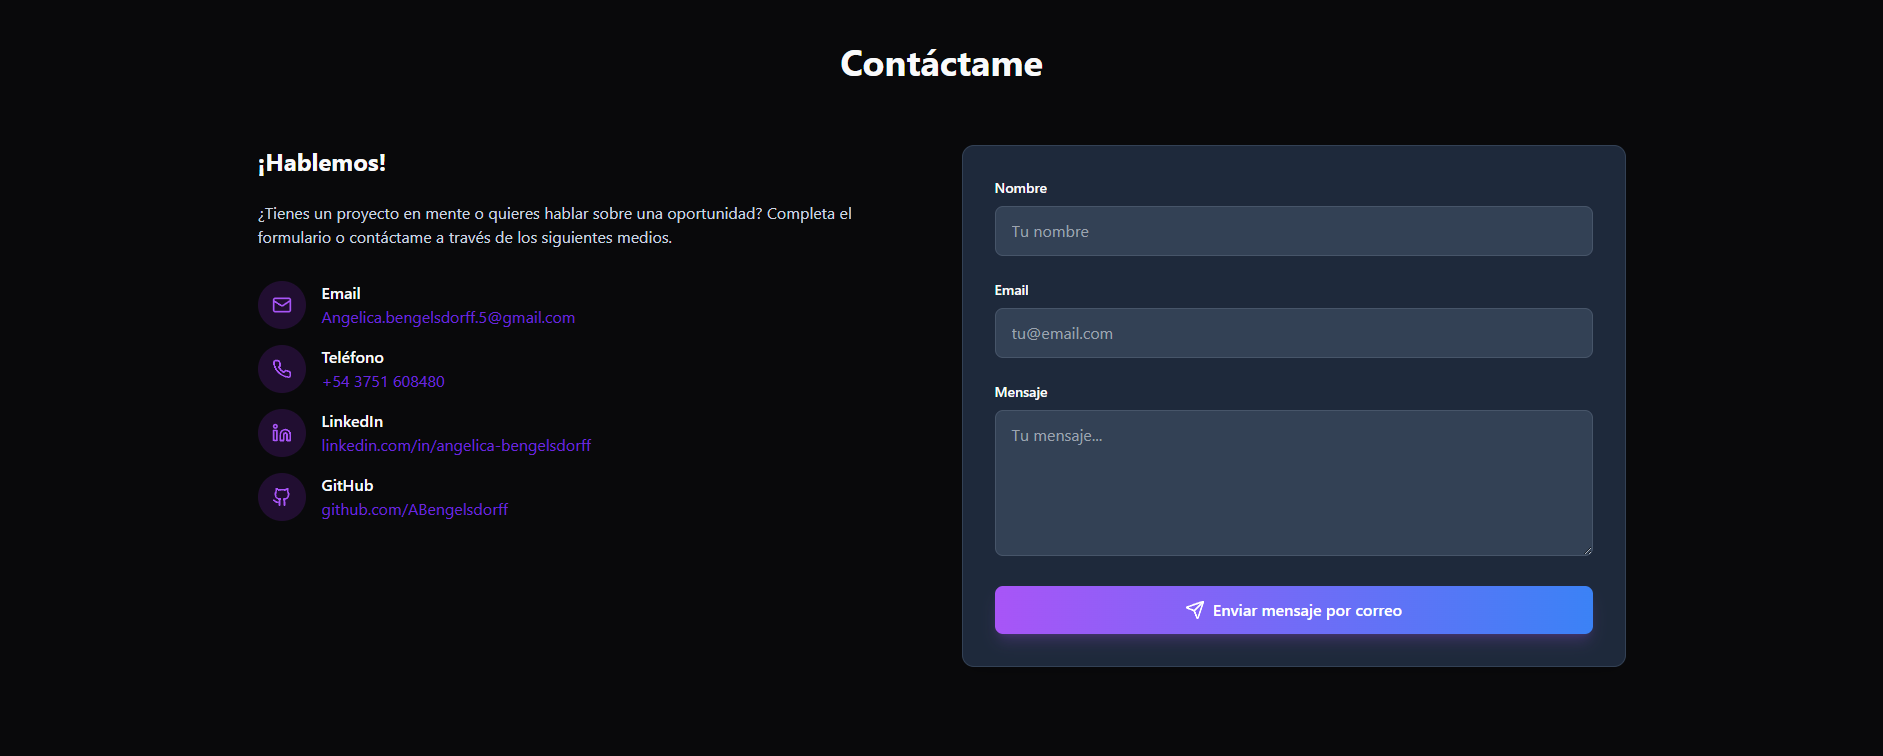 Contáctame
¡Hablemos!
¿Tienes un proyecto en mente o quieres hablar sobre una oportunidad? Completa el
formulario o contáctame a través de los siguientes medios.
Email
Angelica.bengelsdorff.5@gmail.com
Teléfono
+54 3751 608480
LinkedIn
linkedin.com/in/angelica-bengelsdorff
GitHub
github.com/ABengelsdorff
Nombre
Tu nombre
Email
tu@email.com
Mensaje
Tu mensaje...
Enviar mensaje por correo